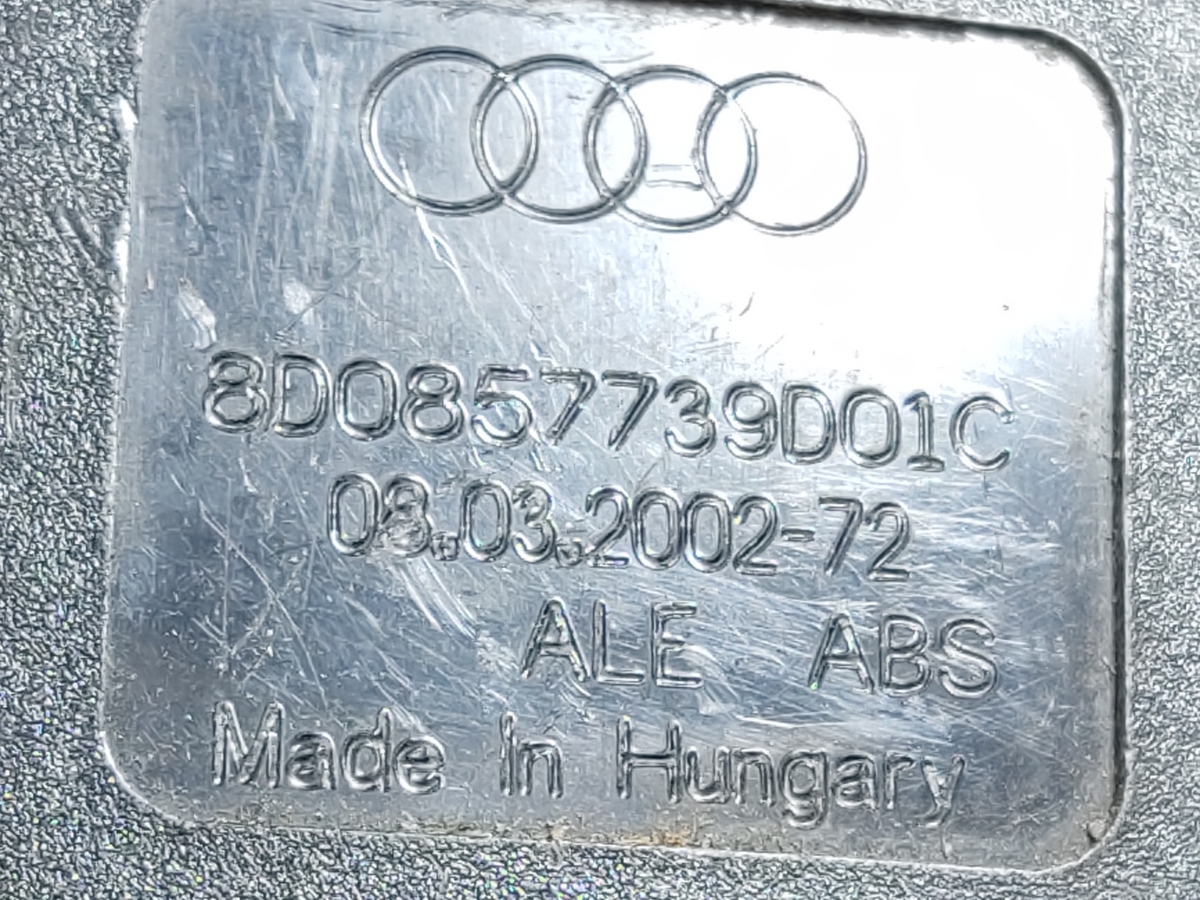 8D0857739D01C
08.03.2002-72
ALE ABS
Made In Hungary